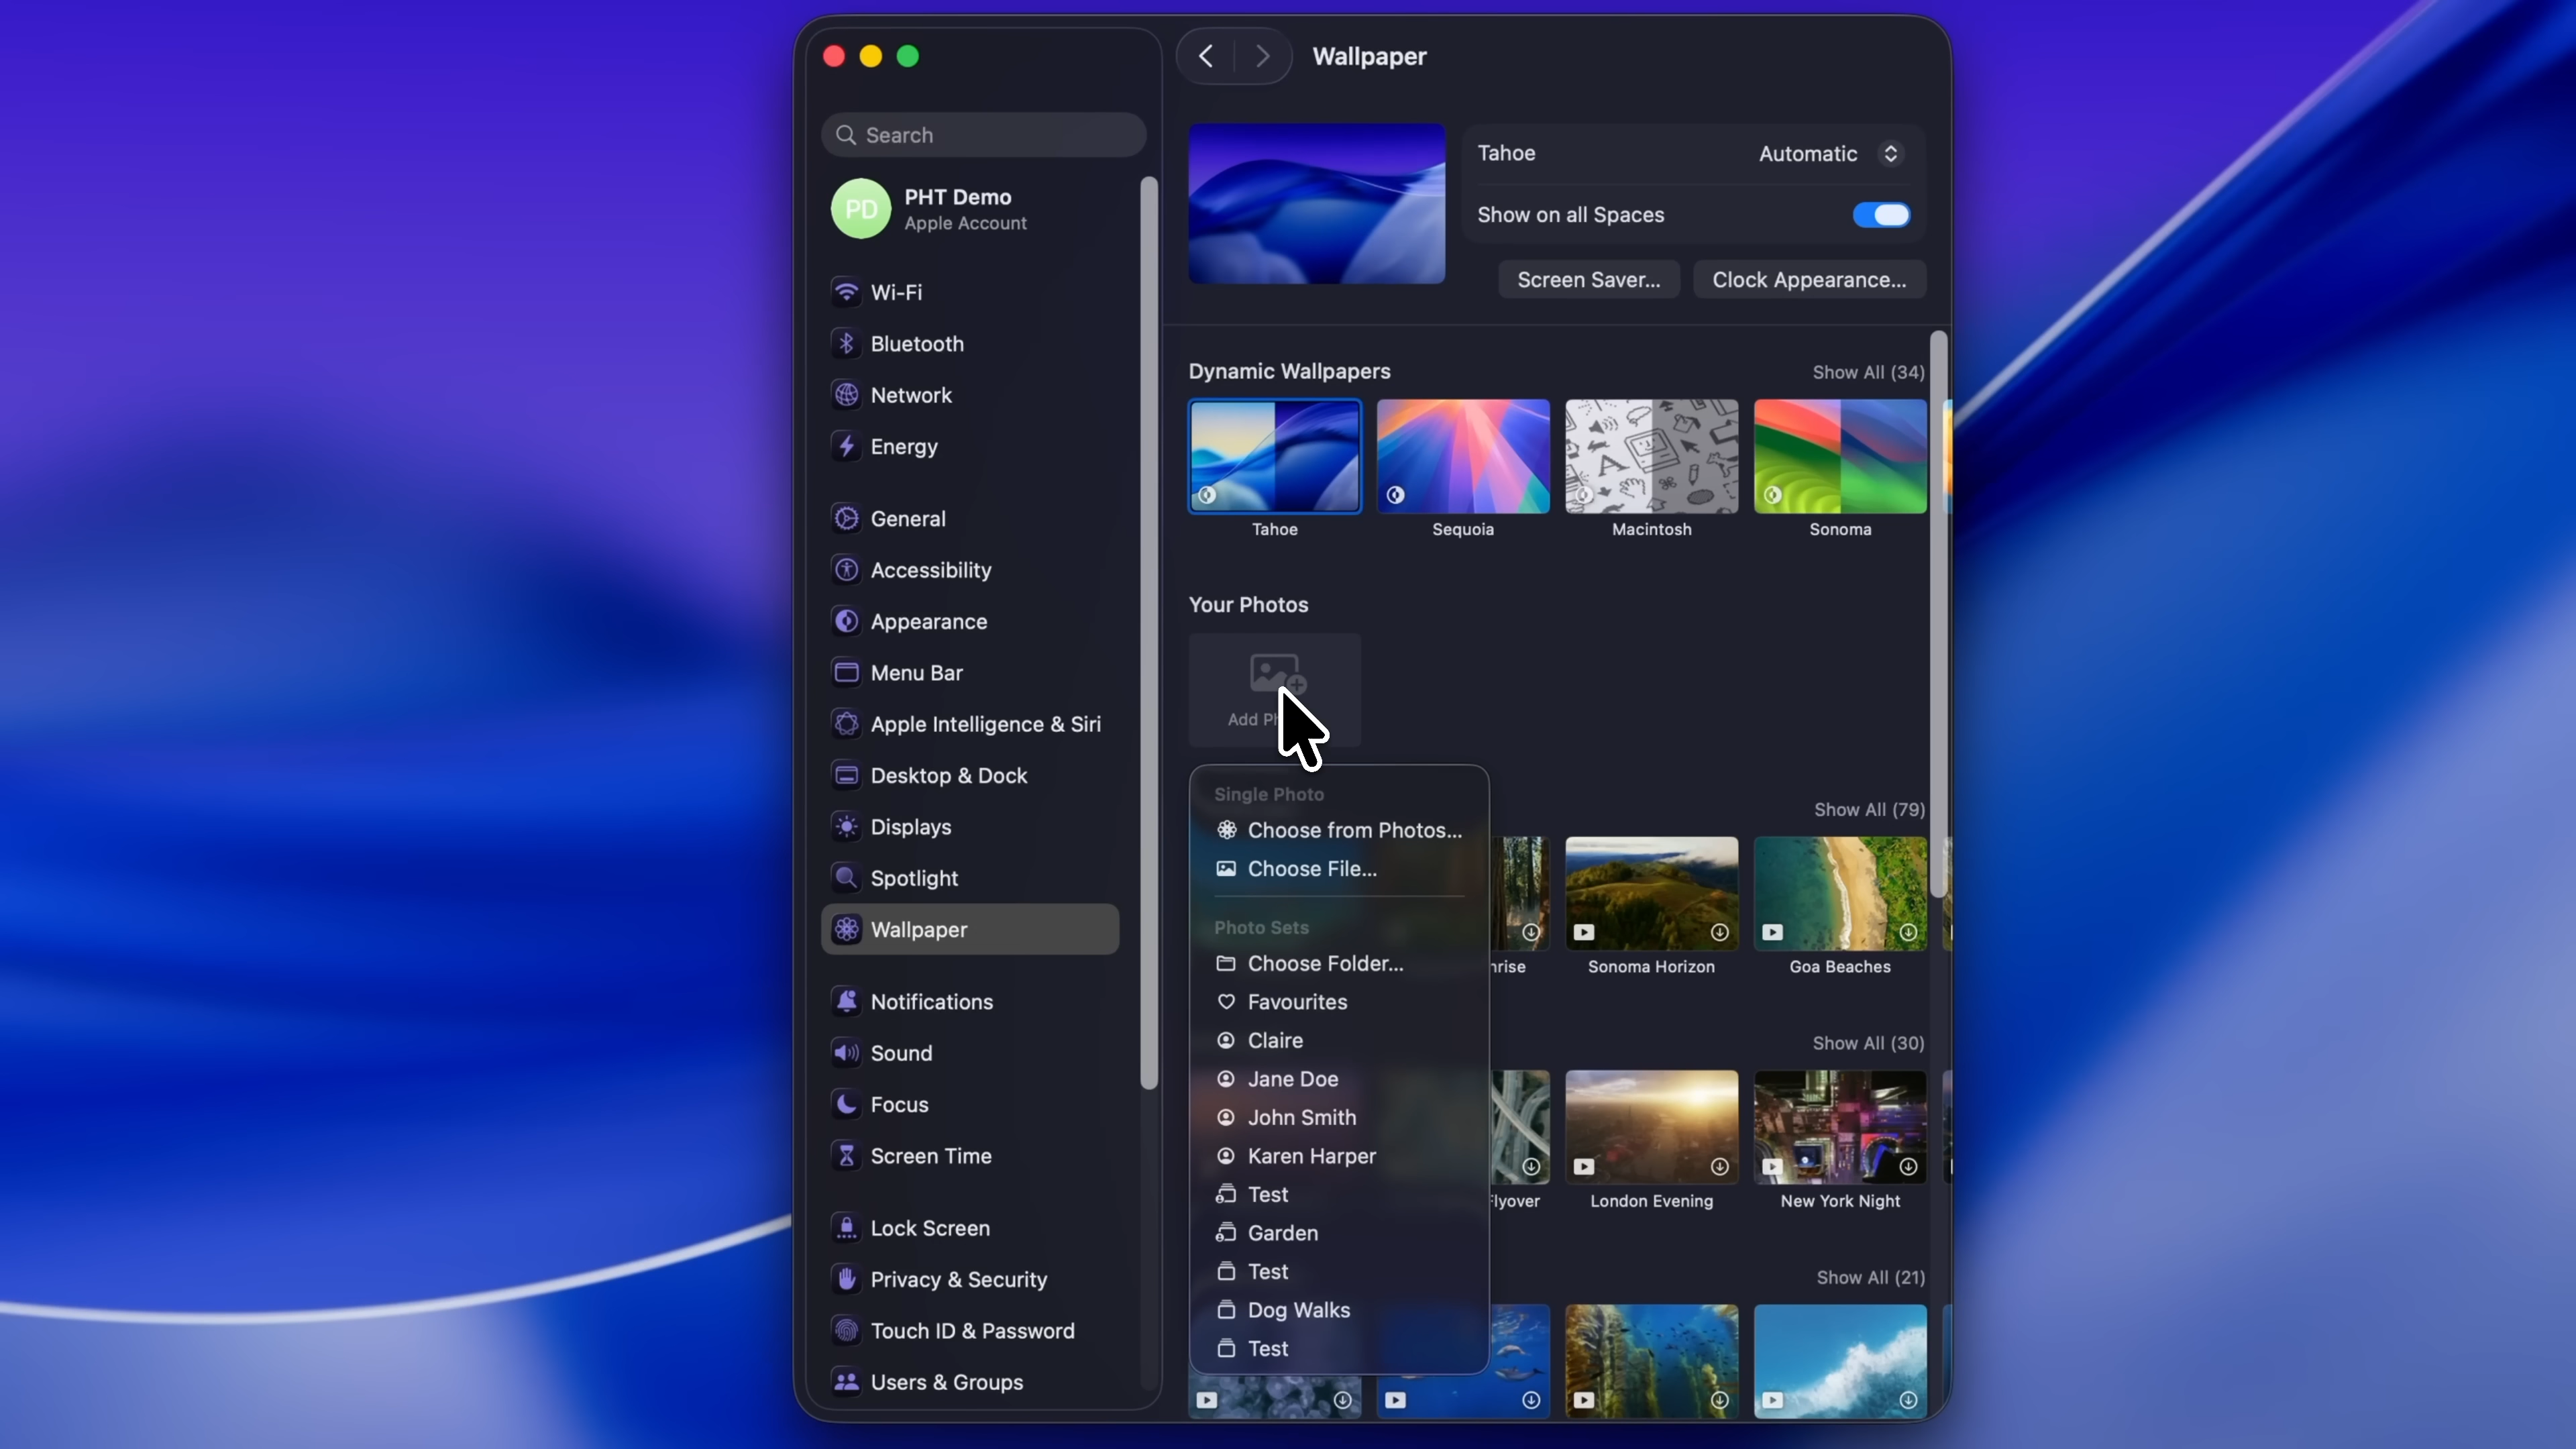 Wallpaper
Search
PD
PHT Demo
Apple Account
Wi-Fi
Bluetooth
Network
Energy
General
Accessibility
Appearance
Menu Bar
Apple Intelligence & Siri
Desktop & Dock
Displays
Spotlight
Wallpaper
Notifications
Sound
Focus
Screen Time
Lock Screen
Privacy & Security
Touch ID & Password
Users & Groups
Tahoe Automatic
Show on all Spaces
Screen Saver... Clock Appearance...
Dynamic Wallpapers Show All (34)
Tahoe Sequoia Macintosh Sonoma
Your Photos
Add
Single Photo
Choose from Photos...
Choose File...
Photo Sets
Choose Folder...
Favourites
Claire
Jane Doe
John Smith
Karen Harper
Test
Garden
Test
Dog Walks
Test
Show All (79)
Sonoma Horizon Goa Beaches
Show All (30)
London Evening New York Night
Show All (21)